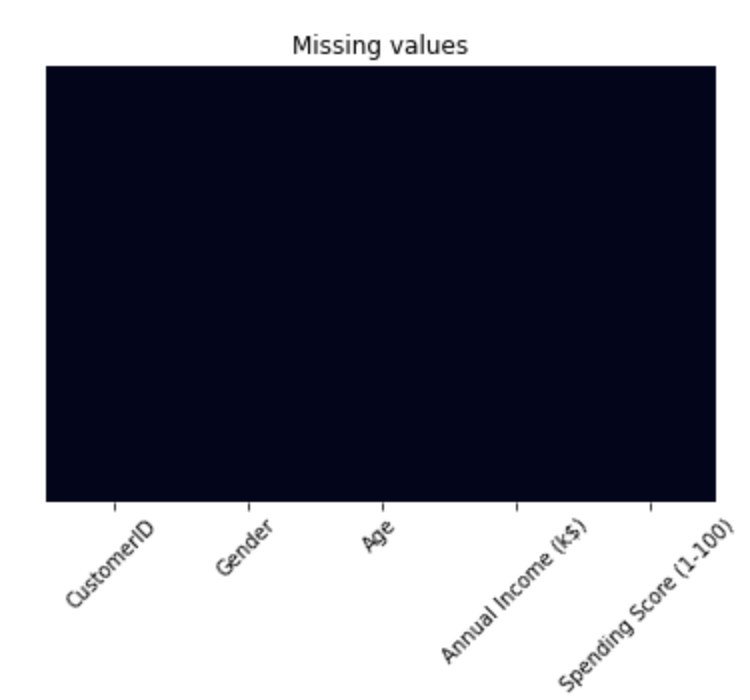 Missing values
CustomerID
Gender
Age
Annual Income (k$)
Spending Score (1-100)